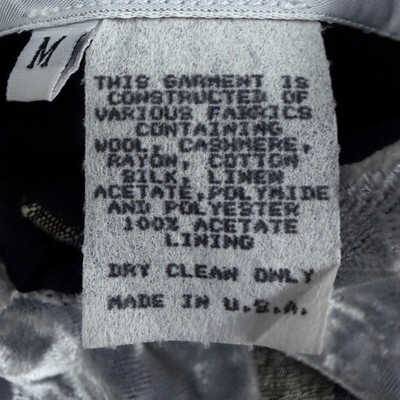 M
THIS GARMENT IS
CONSTRUCTED OF
VARIOUS FABRICS
CONTAINING
WOOL, CASHMERE,
RAYON, COTTON
SILK, LINEN
ACETATE, POLYMIDE
AND POLYESTER
100% ACETATE
LINING
DRY CLEAN ONLY
MADE IN U.S.A.